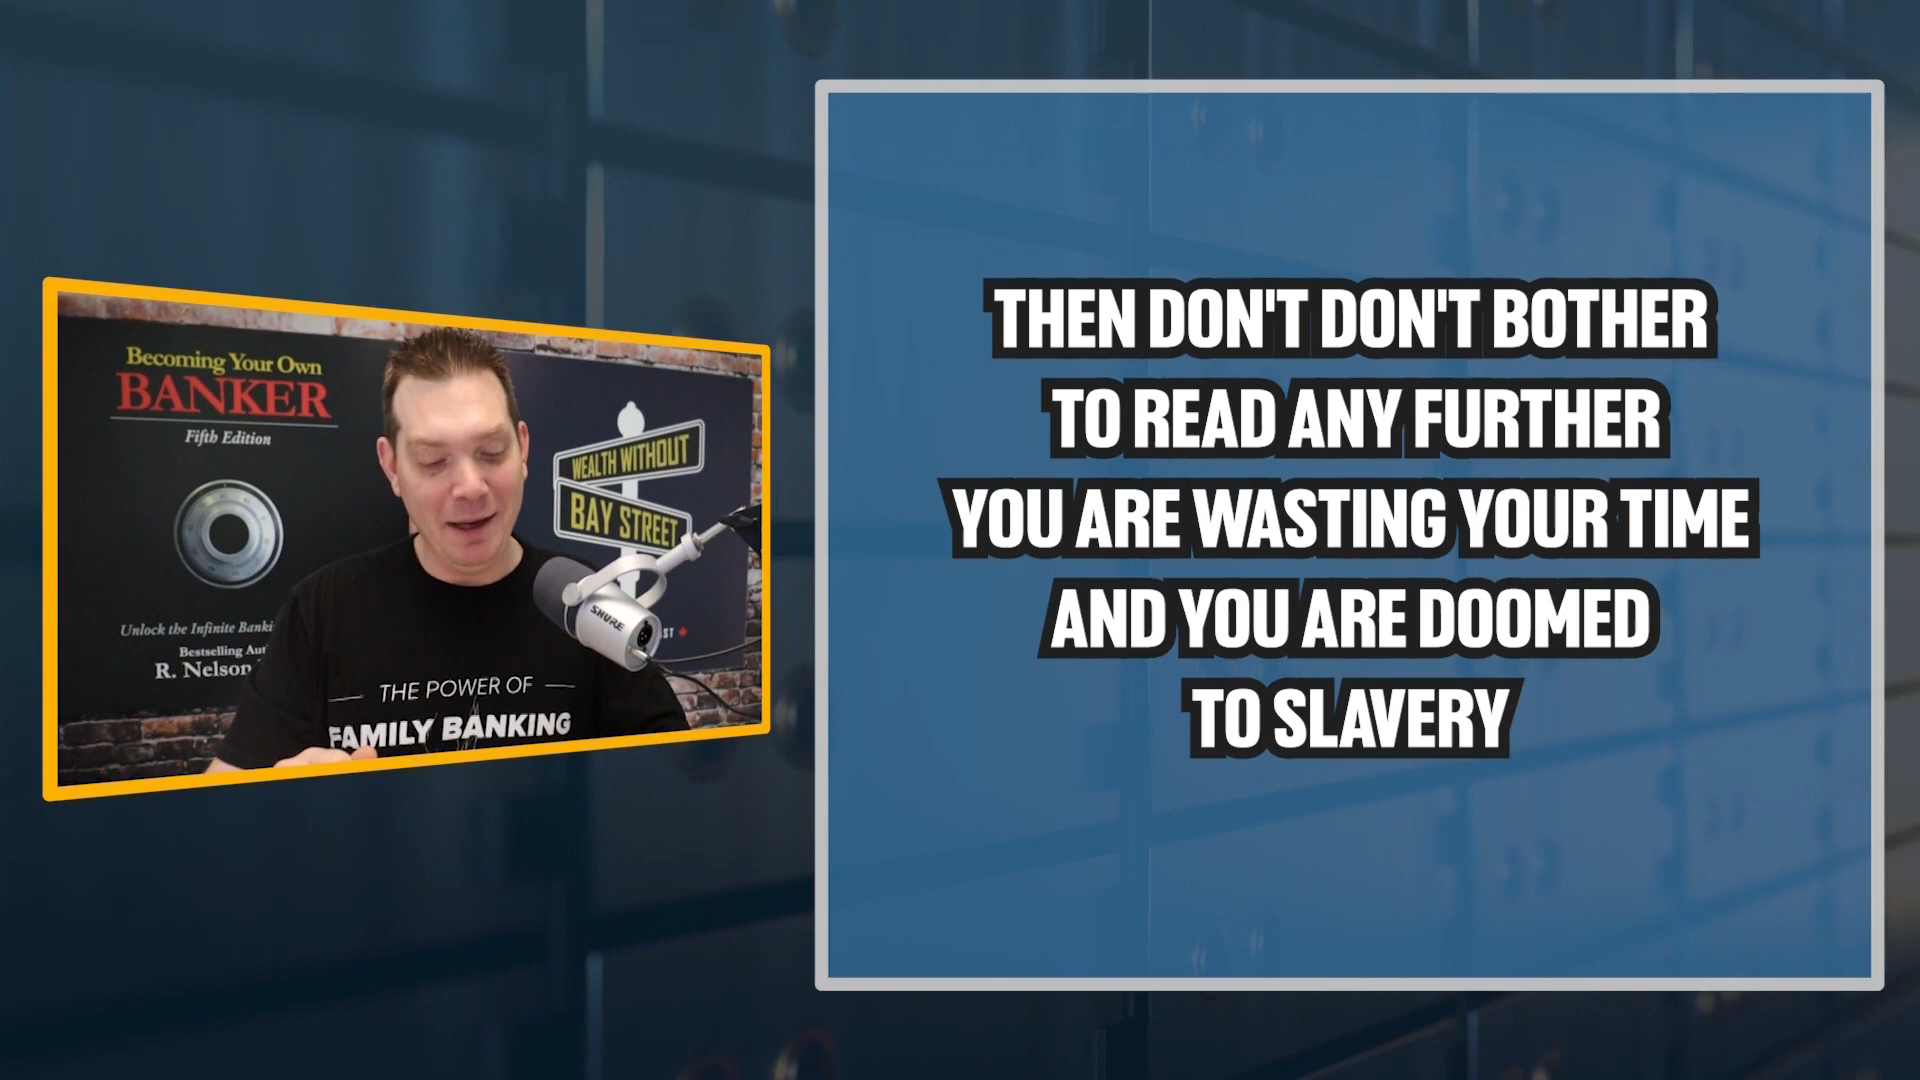 Becoming Your Own
BANKER
Fifth Edition
Unlock the Infinite
Bestselling
R. Nelson
WEALTH WITHOUT
BAY STREET
SHURE
THE POWER OF
FAMILY BANKING
THEN DON'T DON'T BOTHER
TO READ ANY FURTHER
YOU ARE WASTING YOUR TIME
AND YOU ARE DOOMED
TO SLAVERY